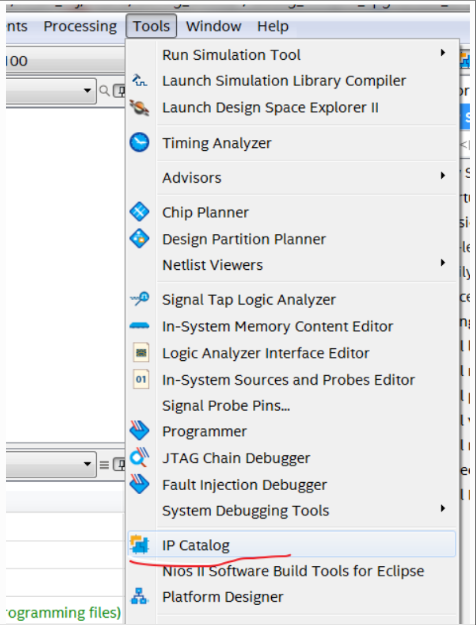 nts Processing Tools Window Help
100
Run Simulation Tool
Launch Simulation Library Compiler
Launch Design Space Explorer II
Timing Analyzer
Advisors
Chip Planner
Design Partition Planner
Netlist Viewers
Signal Tap Logic Analyzer
In-System Memory Content Editor
Logic Analyzer Interface Editor
01 In-System Sources and Probes Editor
Signal Probe Pins...
Programmer
JTAG Chain Debugger
Fault Injection Debugger
System Debugging Tools
IP Catalog
Nios II Software Build Tools for Eclipse
Platform Designer
ogramming files)